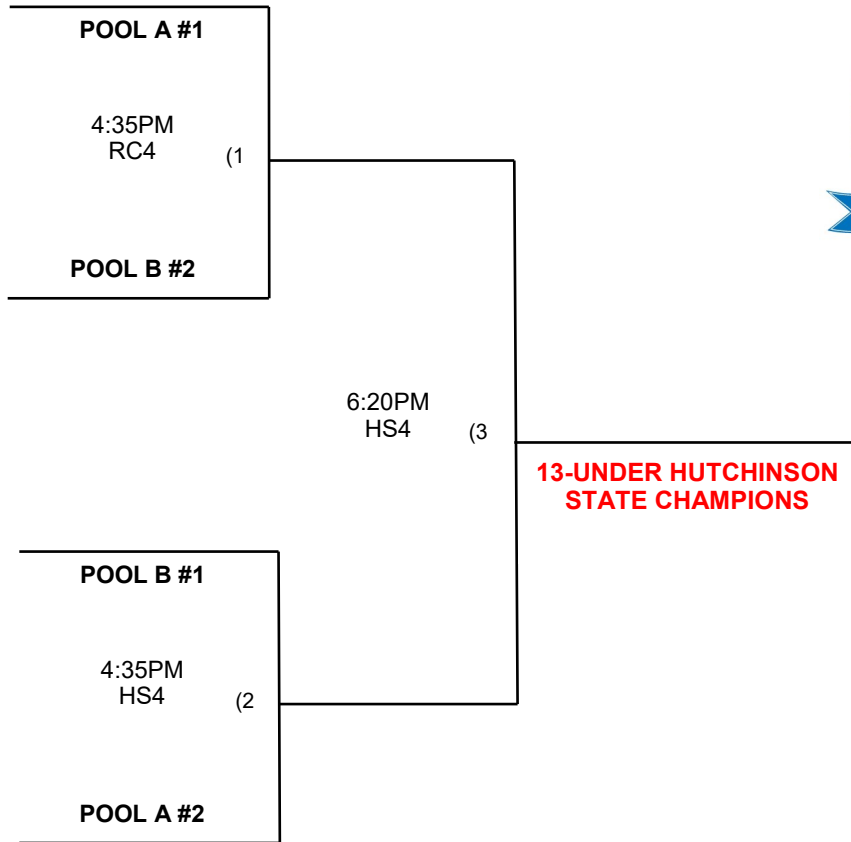 POOL A #1
4:35PM
RC4
(1
POOL B #2
6:20PM
HS4
(3
13-UNDER HUTCHINSON
STATE CHAMPIONS
POOL B #1
4:35PM
HS4
(2
POOL A #2